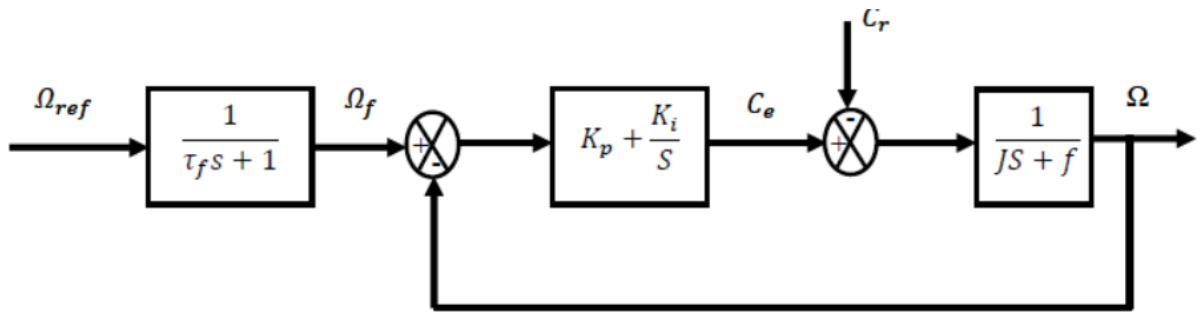 Ω_ref
1
τ_f s + 1
Ω_f
+
-
K_p + K_i
S
C_e
C_r
-
+
1
JS + f
Ω